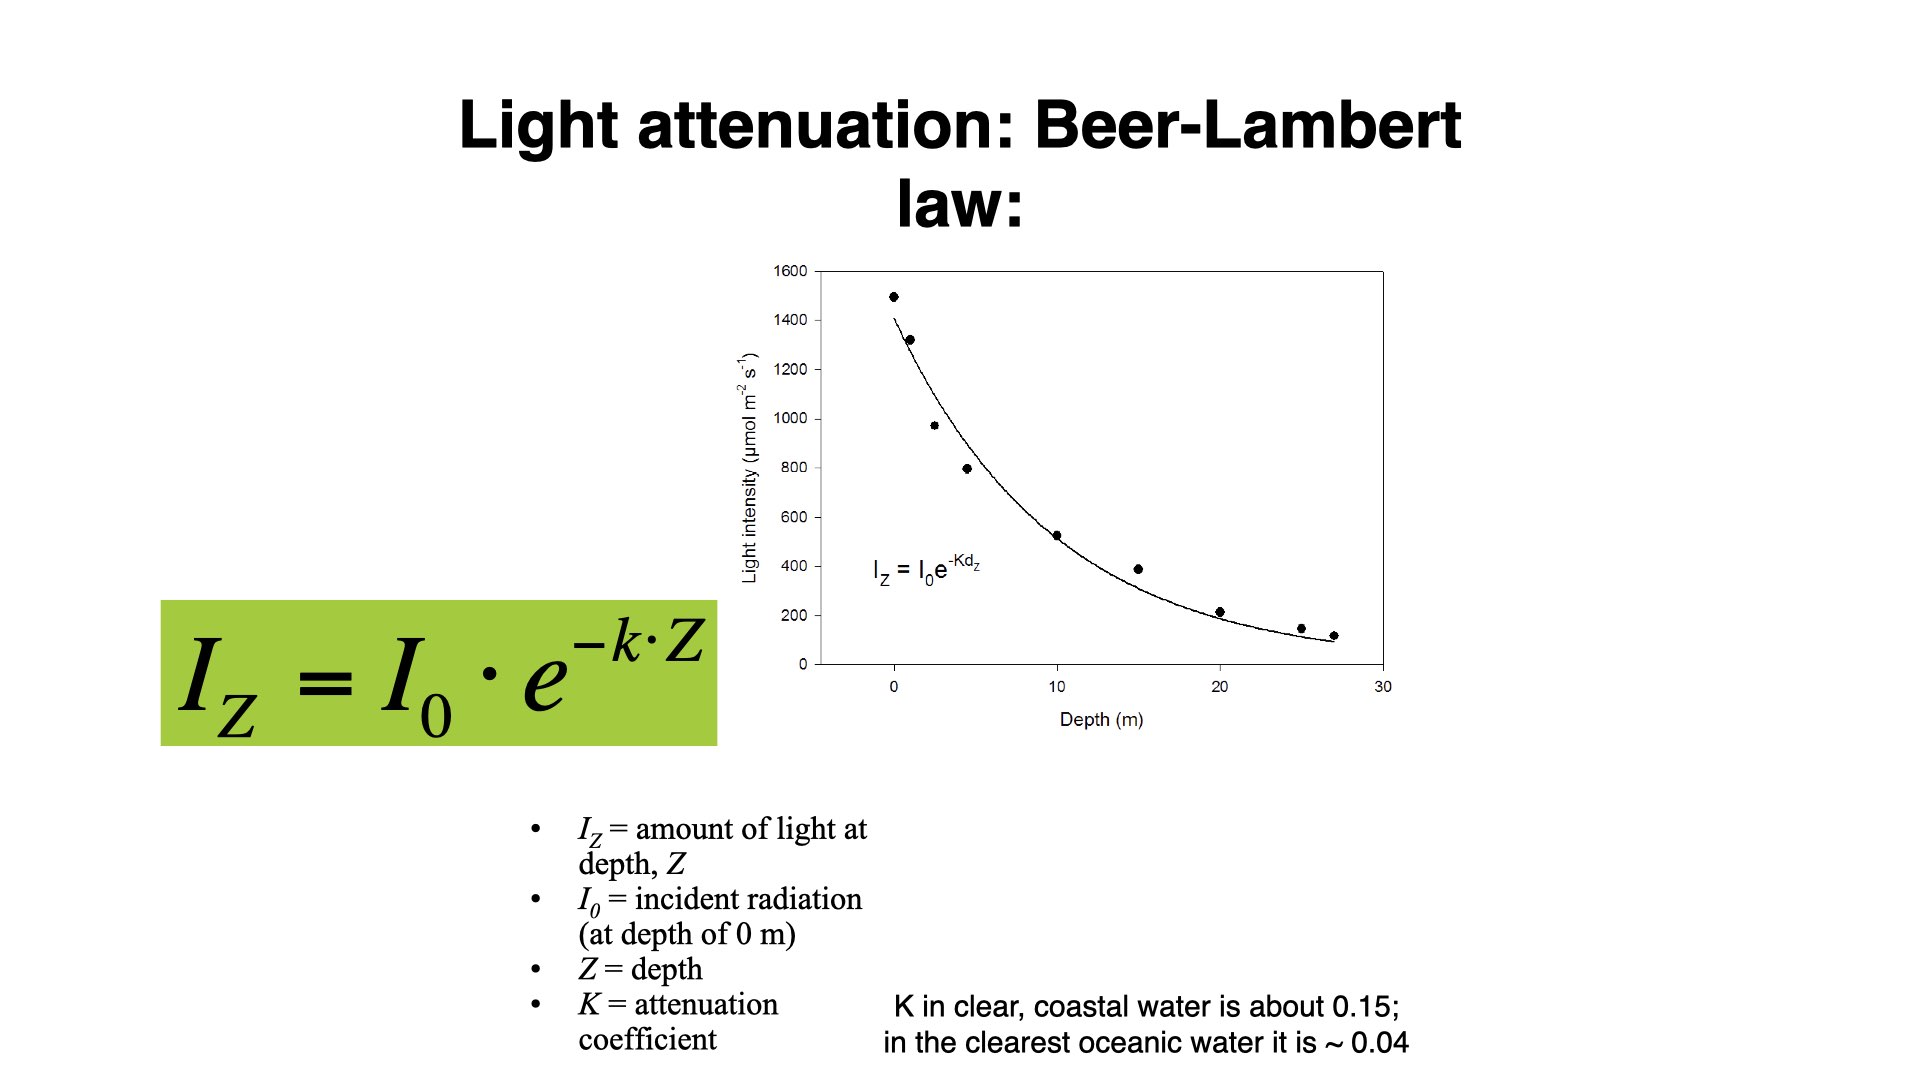 Light attenuation: Beer-Lambert
law:
1600
1400
1200
1000
800
600
400
200
0
Light intensity (µmol m⁻² s⁻¹)
I_Z = I_0e^-Kd_Z
0 10 20 30
Depth (m)
I_Z = I_0 · e^−k·Z
• I_Z = amount of light at
depth, Z
• I_0 = incident radiation
(at depth of 0 m)
• Z = depth
• K = attenuation
coefficient
K in clear, coastal water is about 0.15;
in the clearest oceanic water it is ~ 0.04